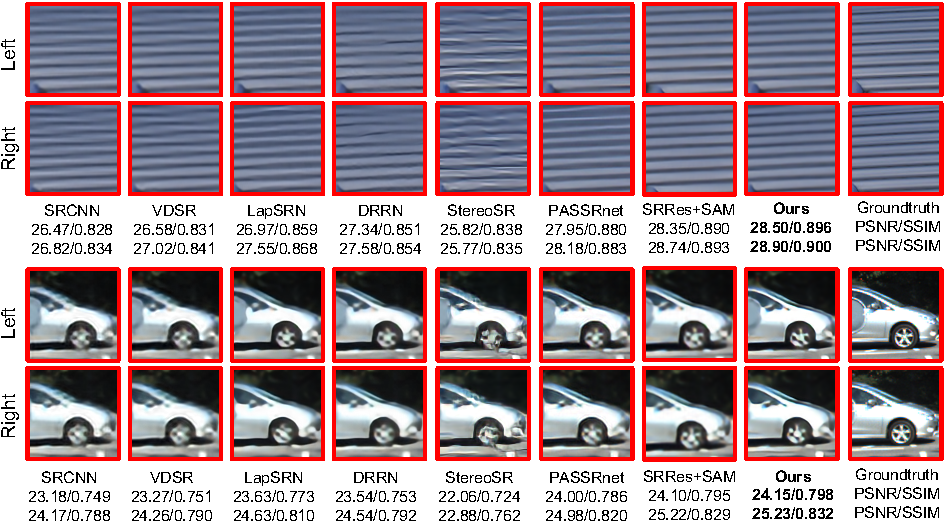 Left
Right
SRCNN VDSR LapSRN DRRN StereoSR PASSRnet SRRes+SAM Ours Groundtruth
26.47/0.828 26.58/0.831 26.97/0.859 27.34/0.851 25.82/0.838 27.95/0.880 28.35/0.890 28.50/0.896 PSNR/SSIM
26.82/0.834 27.02/0.841 27.55/0.868 27.58/0.854 25.77/0.835 28.18/0.883 28.74/0.893 28.90/0.900 PSNR/SSIM
Left
Right
SRCNN VDSR LapSRN DRRN StereoSR PASSRnet SRRes+SAM Ours Groundtruth
23.18/0.749 23.27/0.751 23.63/0.773 23.54/0.753 22.06/0.724 24.00/0.786 24.10/0.795 24.15/0.798 PSNR/SSIM
24.17/0.788 24.26/0.790 24.63/0.810 24.54/0.792 22.88/0.762 24.98/0.820 25.22/0.829 25.23/0.832 PSNR/SSIM